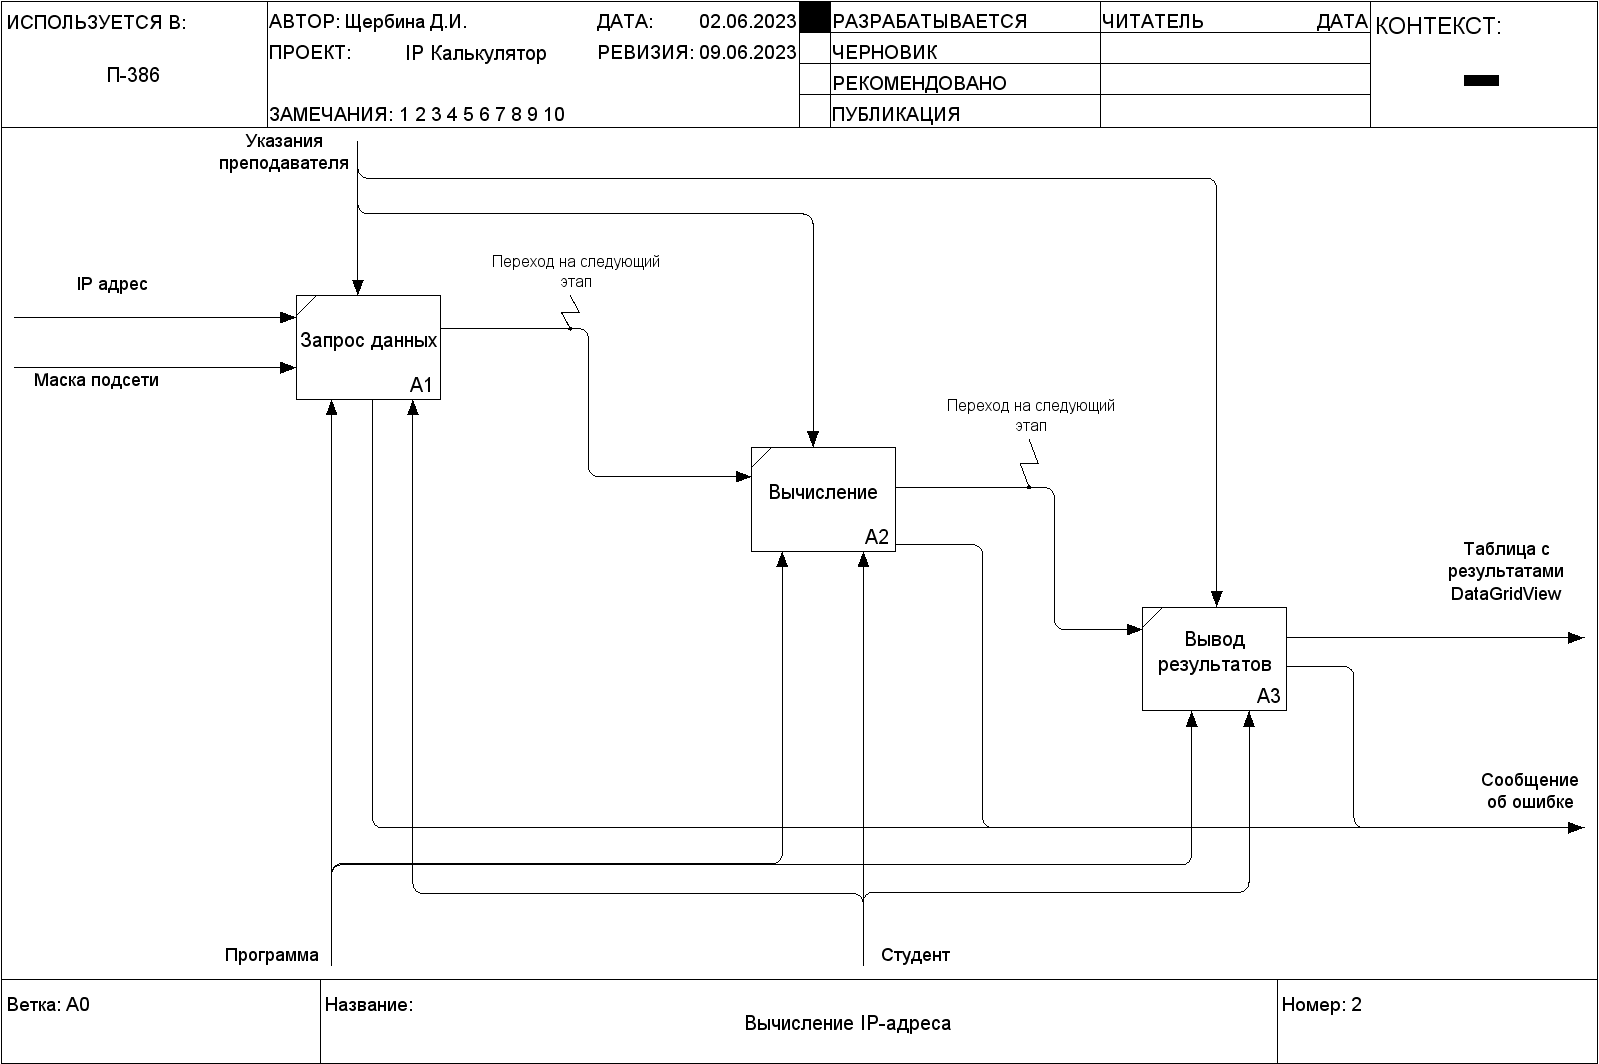 ИСПОЛЬЗУЕТСЯ В:
П-386
АВТОР: Щербина Д.И.
ДАТА: 02.06.2023
ПРОЕКТ: IP Калькулятор
РЕВИЗИЯ: 09.06.2023
ЗАМЕЧАНИЯ: 1 2 3 4 5 6 7 8 9 10
РАЗРАБАТЫВАЕТСЯ
ЧЕРНОВИК
РЕКОМЕНДОВАНО
ПУБЛИКАЦИЯ
ЧИТАТЕЛЬ ДАТА
КОНТЕКСТ:
Указания
преподавателя
IP адрес
Маска подсети
Запрос данных
A1
Переход на следующий
этап
Вычисление
A2
Переход на следующий
этап
Вывод
результатов
A3
Таблица с
результатами
DataGridView
Сообщение
об ошибке
Программа
Студент
Ветка: A0
Название:
Вычисление IP-адреса
Номер: 2